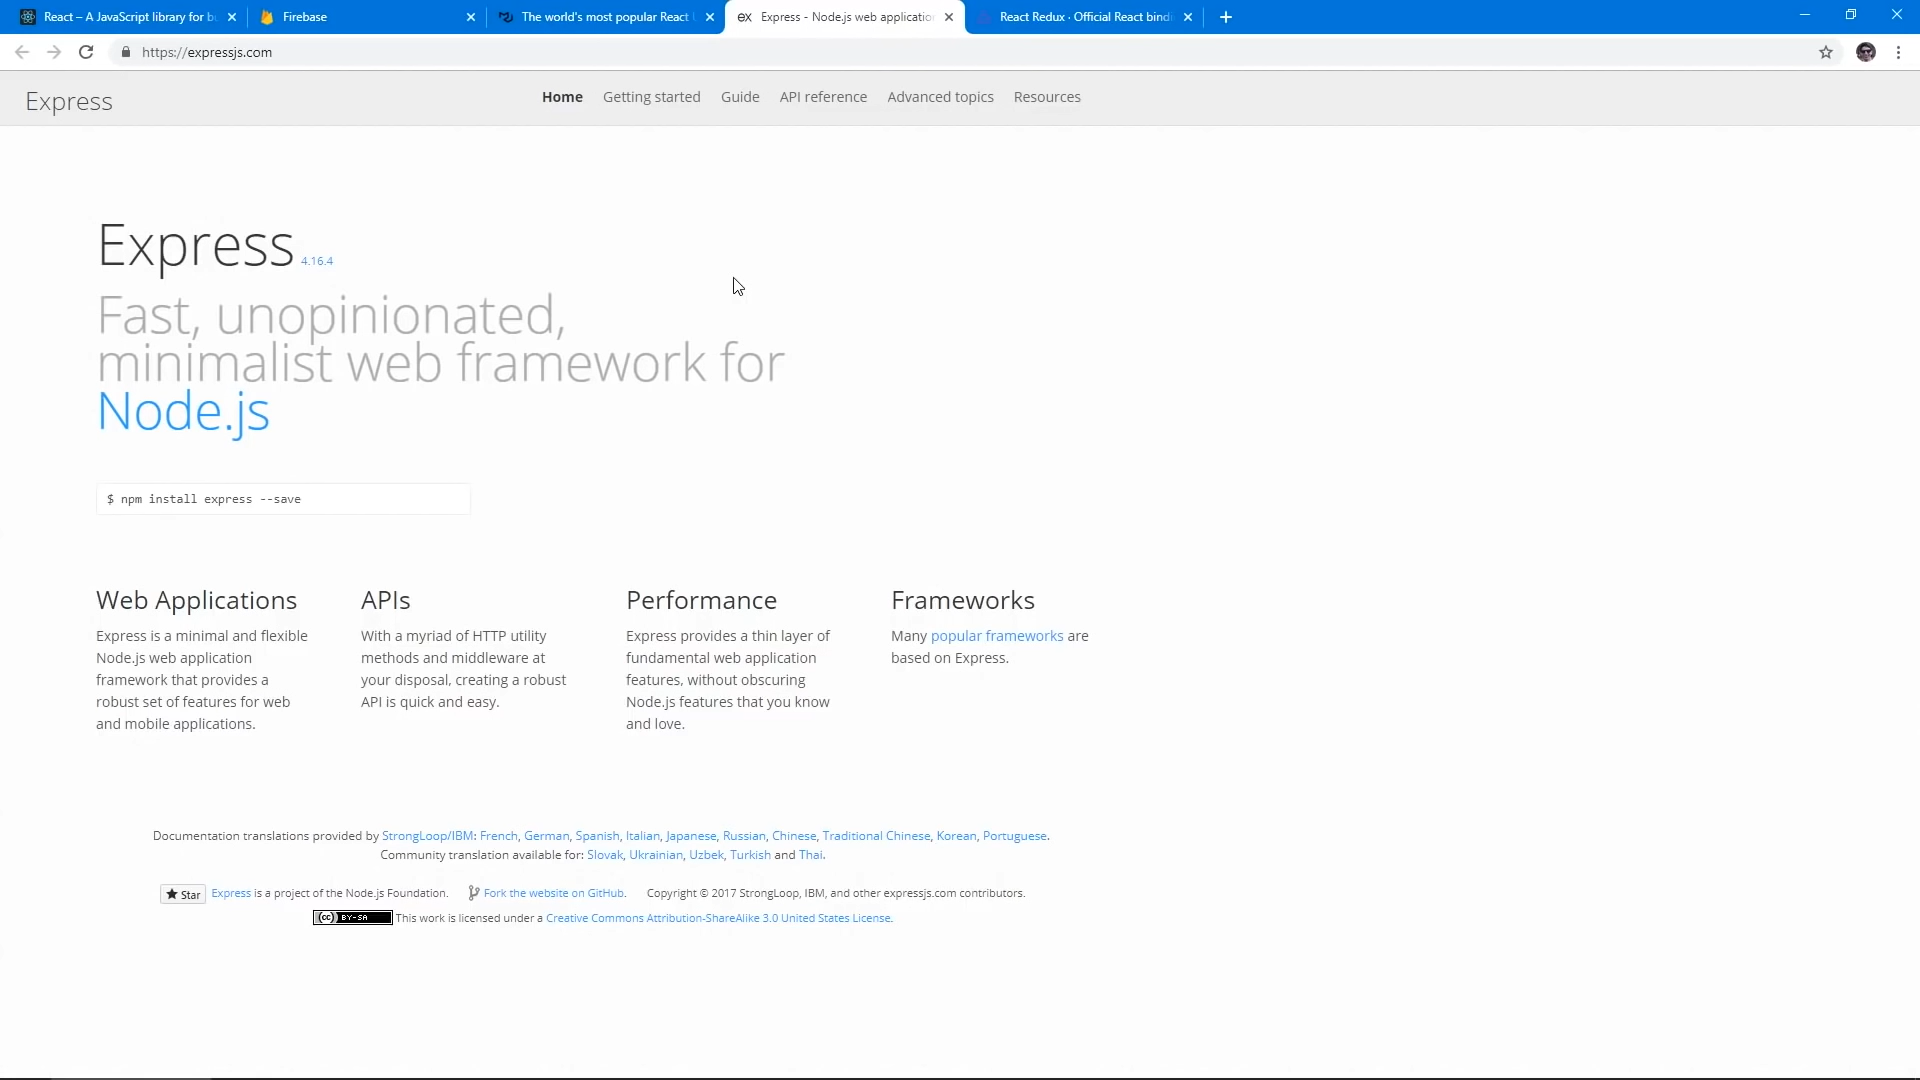 React – A JavaScript library for bu
Firebase
The world's most popular React U
Express - Node.js web application
React Redux · Official React bindi
https://expressjs.com
Express
Home Getting started Guide API reference Advanced topics Resources
Express 4.16.4
Fast, unopinionated,
minimalist web framework for
Node.js
$ npm install express --save
Web Applications
Express is a minimal and flexible
Node.js web application
framework that provides a
robust set of features for web
and mobile applications.
APIs
With a myriad of HTTP utility
methods and middleware at
your disposal, creating a robust
API is quick and easy.
Performance
Express provides a thin layer of
fundamental web application
features, without obscuring
Node.js features that you know
and love.
Frameworks
Many popular frameworks are
based on Express.
Documentation translations provided by StrongLoop/IBM: French, German, Spanish, Italian, Japanese, Russian, Chinese, Traditional Chinese, Korean, Portuguese.
Community translation available for: Slovak, Ukrainian, Uzbek, Turkish and Thai.
Star Express is a project of the Node.js Foundation. Fork the website on GitHub. Copyright © 2017 StrongLoop, IBM, and other expressjs.com contributors.
(cc) BY-SA This work is licensed under a Creative Commons Attribution-ShareAlike 3.0 United States License.